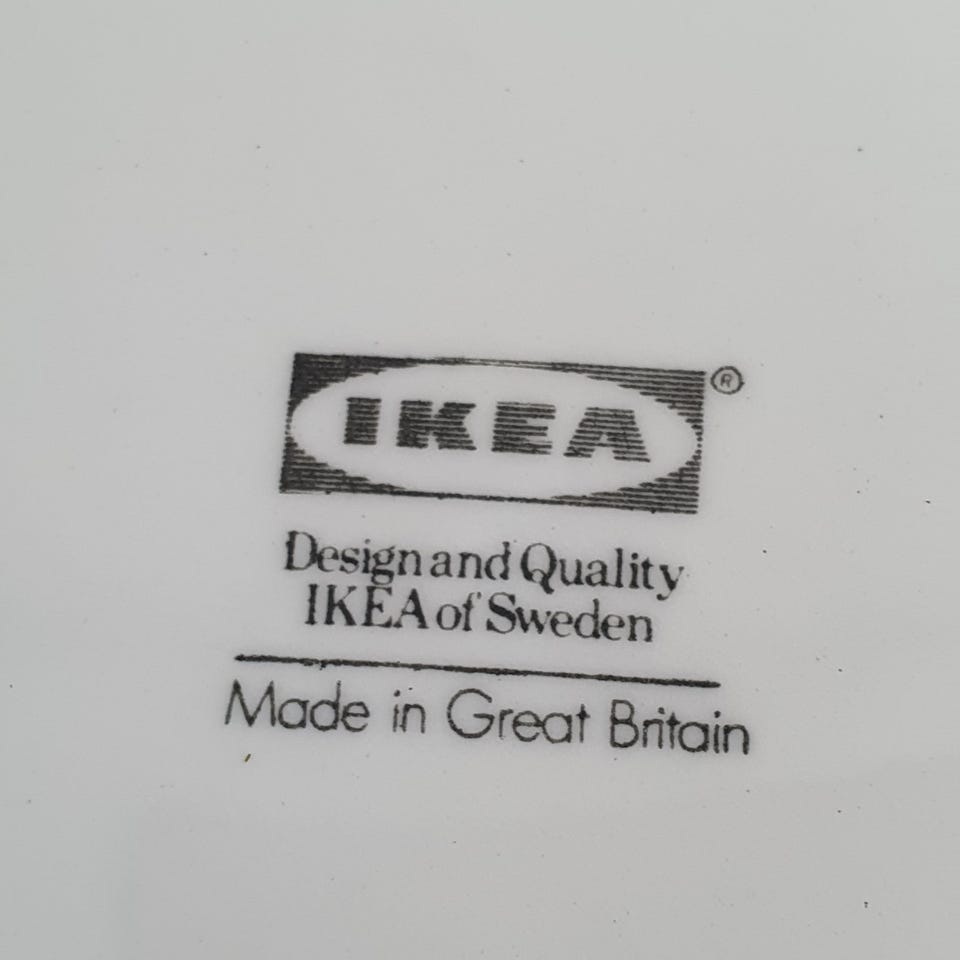 IKEA ®
Design and Quality
IKEA of Sweden
Made in Great Britain